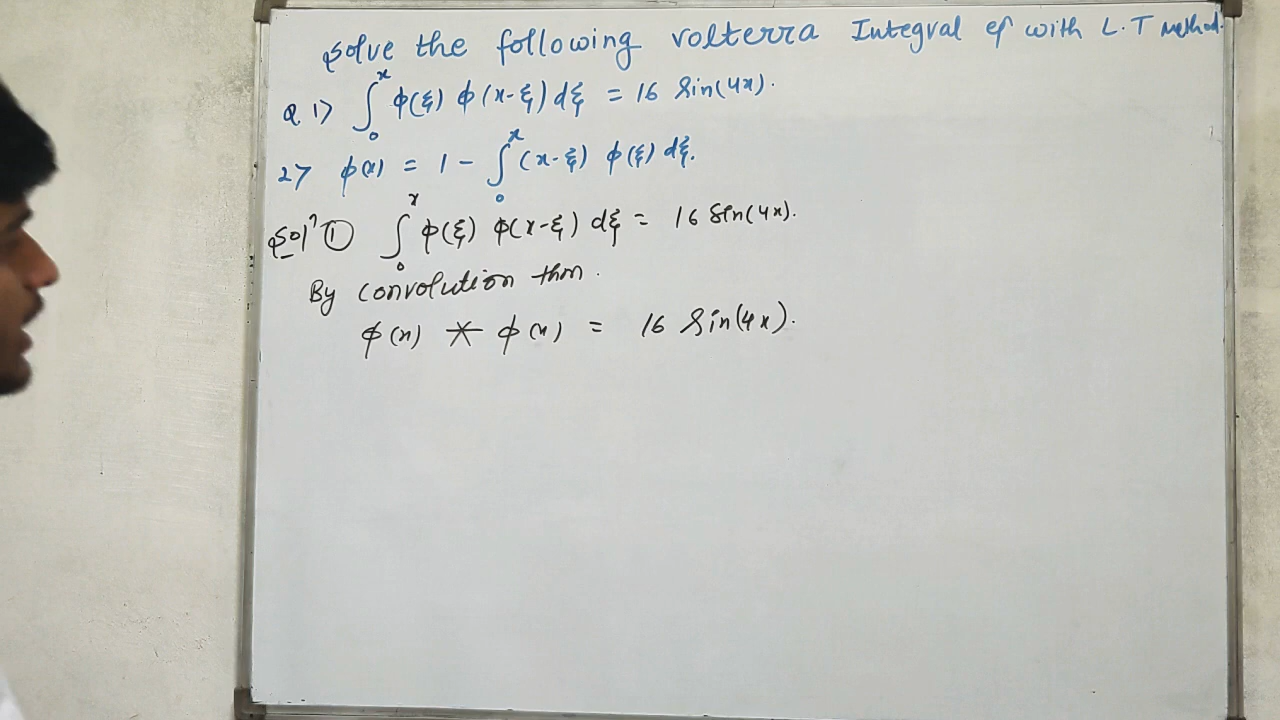 Solve the following volterra Integral eq with L.T method.
Q. 1) ∫₀ˣ ϕ(ξ) ϕ(x-ξ) dξ = 16 Sin(4x).
2) ϕ(x) = 1 - ∫₀ˣ (x-ξ) ϕ(ξ) dξ.
Solⁿ ① ∫₀ˣ ϕ(ξ) ϕ(x-ξ) dξ = 16 Sin(4x).
By convolution thm.
ϕ(x) * ϕ(x) = 16 Sin(4x).